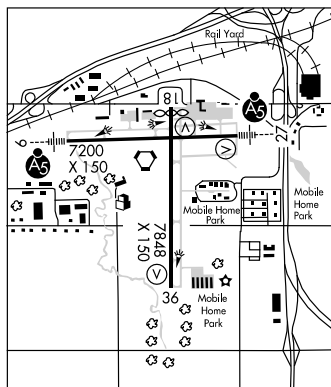 Rail Yard
18
A5
9
27
A5
7200
X 150
V
V
Mobile Home
Park
Mobile
Home
Park
7848
X 150
V
36
Mobile
Home
Park